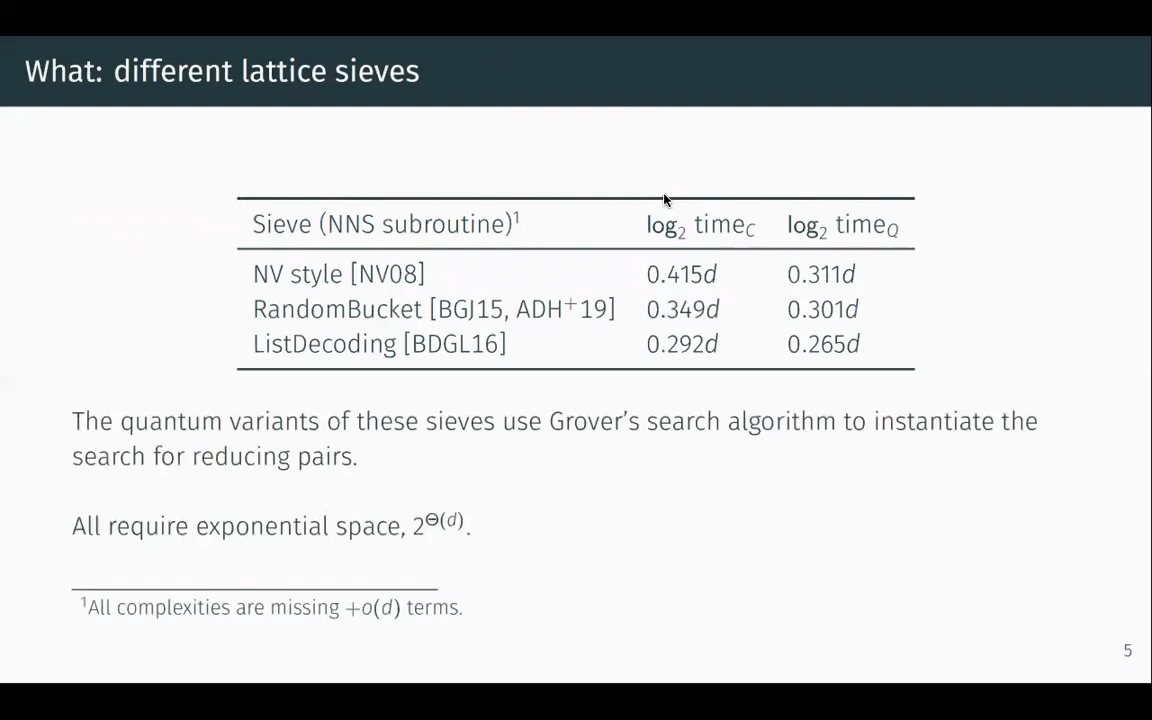 What: different lattice sieves
Sieve (NNS subroutine)¹ log₂ time_C log₂ time_Q
NV style [NV08] 0.415d 0.311d
RandomBucket [BGJ15, ADH⁺19] 0.349d 0.301d
ListDecoding [BDGL16] 0.292d 0.265d
The quantum variants of these sieves use Grover's search algorithm to instantiate the
search for reducing pairs.
All require exponential space, 2^Θ(d).
¹All complexities are missing +o(d) terms.
5